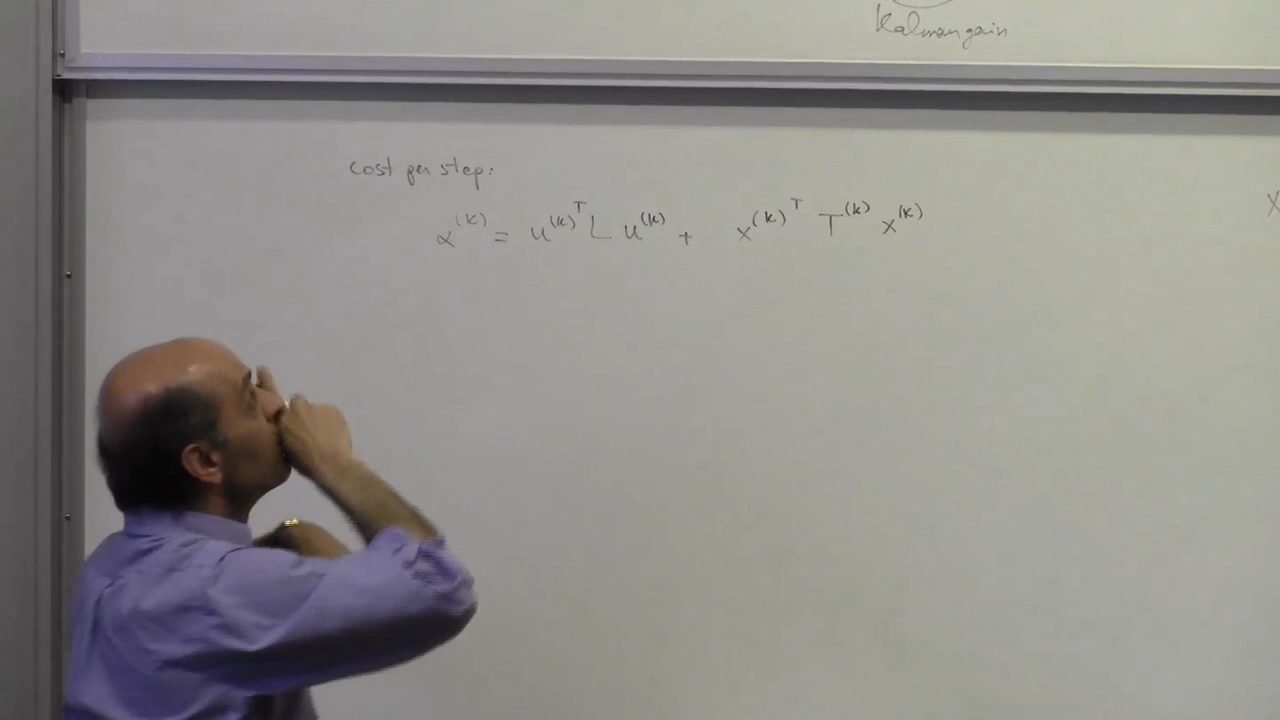 Kalman gain
cost per step:
α^(k) = u^(k)^T L u^(k) + x^(k)^T T^(k) x^(k)
X